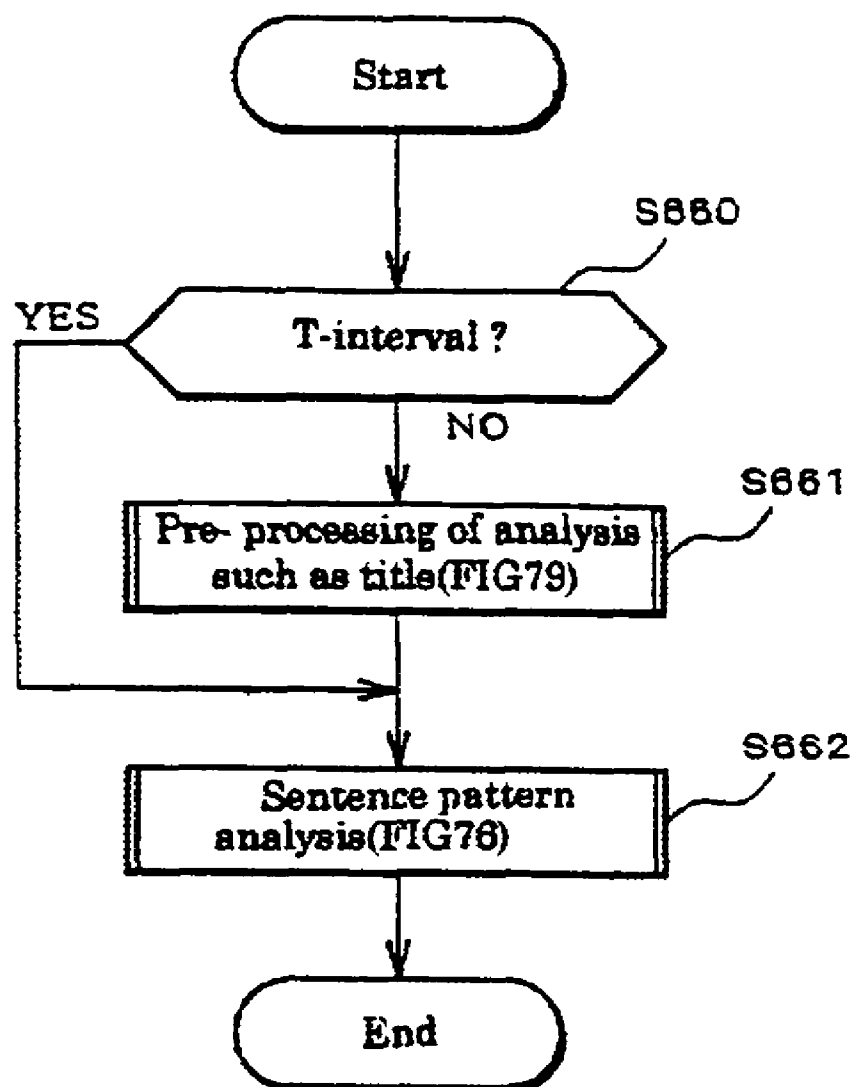 Start
S660
YES
T-interval ?
NO
S661
Pre- processing of analysis
such as title(FIG79)
S662
Sentence pattern
analysis(FIG76)
End